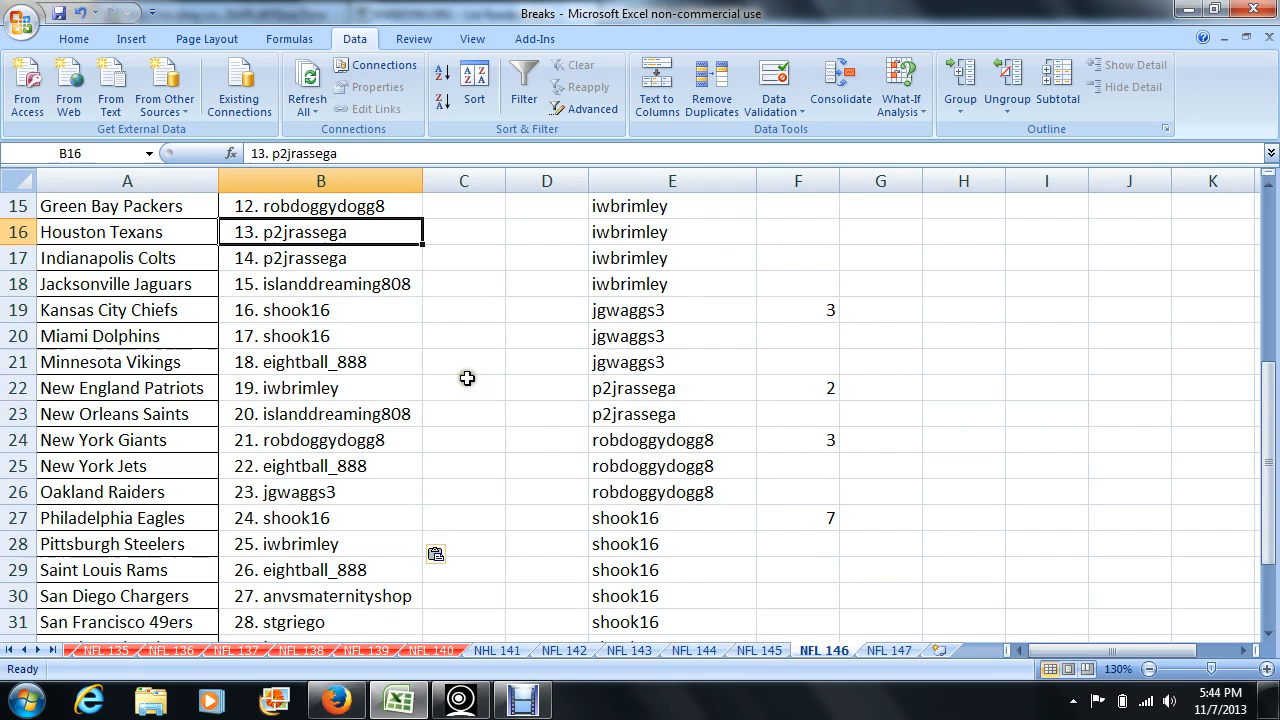 Breaks - Microsoft Excel non-commercial use
Home Insert Page Layout Formulas Data Review View Add-Ins
From Access
From Web
From Text
From Other Sources
Existing Connections
Get External Data
Refresh All
Connections
Properties
Edit Links
Connections
Sort
Filter
Clear
Reapply
Advanced
Sort & Filter
Text to Columns
Remove Duplicates
Data Validation
Consolidate
What-If Analysis
Data Tools
Group
Ungroup
Subtotal
Show Detail
Hide Detail
Outline
B16 fx 13. p2jrassega
A B C D E F G H I J K
15 Green Bay Packers 12. robdoggydogg8 iwbrimley
16 Houston Texans 13. p2jrassega iwbrimley
17 Indianapolis Colts 14. p2jrassega iwbrimley
18 Jacksonville Jaguars 15. islanddreaming808 iwbrimley
19 Kansas City Chiefs 16. shook16 jgwaggs3 3
20 Miami Dolphins 17. shook16 jgwaggs3
21 Minnesota Vikings 18. eightball_888 jgwaggs3
22 New England Patriots 19. iwbrimley p2jrassega 2
23 New Orleans Saints 20. islanddreaming808 p2jrassega
24 New York Giants 21. robdoggydogg8 robdoggydogg8 3
25 New York Jets 22. eightball_888 robdoggydogg8
26 Oakland Raiders 23. jgwaggs3 robdoggydogg8
27 Philadelphia Eagles 24. shook16 shook16 7
28 Pittsburgh Steelers 25. iwbrimley shook16
29 Saint Louis Rams 26. eightball_888 shook16
30 San Diego Chargers 27. anvsmaternityshop shook16
31 San Francisco 49ers 28. stgriego shook16
NFL 135 NFL 136 NFL 137 NFL 138 NFL 139 NFL 140 NHL 141 NFL 142 NFL 143 NFL 144 NFL 145 NFL 146 NFL 147
Ready 130%
5:44 PM
11/7/2013